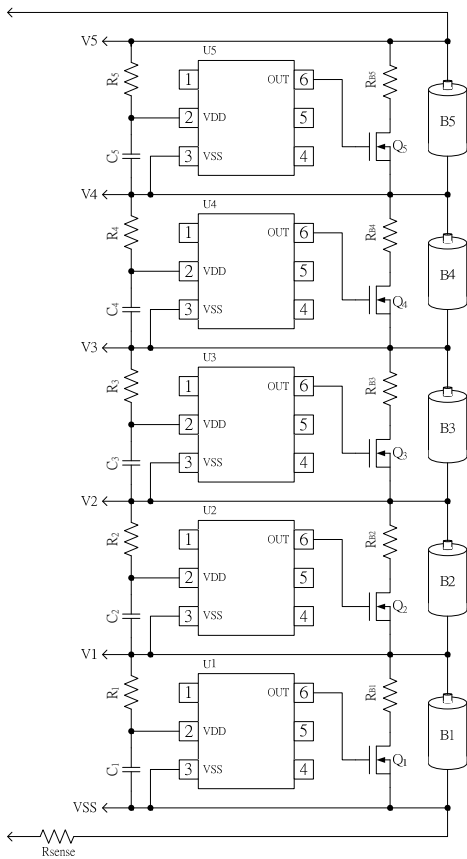 V5
U5
R5
1
OUT
6
RB5
2
VDD
5
B5
C5
3
VSS
4
Q5
V4
U4
R4
1
OUT
6
RB4
2
VDD
5
B4
C4
3
VSS
4
Q4
V3
U3
R3
1
OUT
6
RB3
2
VDD
5
B3
C3
3
VSS
4
Q3
V2
U2
R2
1
OUT
6
RB2
2
VDD
5
B2
C2
3
VSS
4
Q2
V1
U1
R1
1
OUT
6
RB1
2
VDD
5
B1
C1
3
VSS
4
Q1
VSS
Rsense